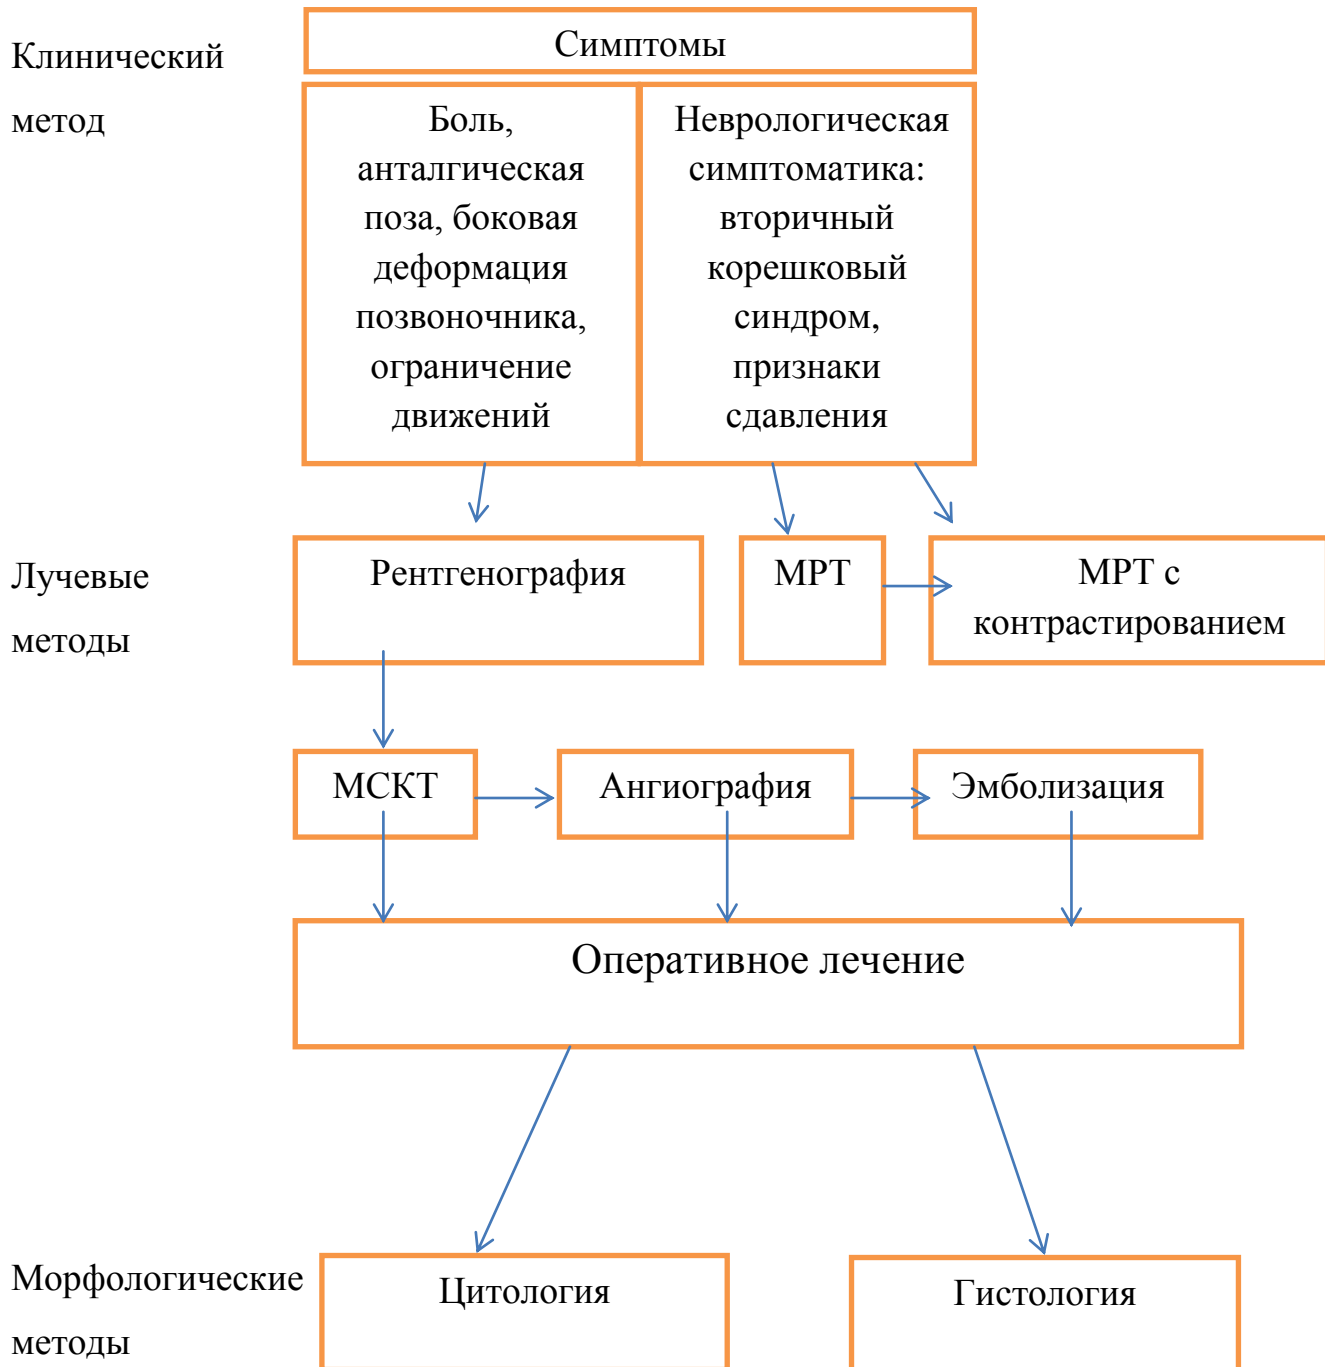 Клинический
метод
Симптомы
Боль,
анталгическая
поза, боковая
деформация
позвоночника,
ограничение
движений
Неврологическая
симптоматика:
вторичный
корешковый
синдром,
признаки
сдавления
Лучевые
методы
Рентгенография
МРТ
МРТ с
контрастированием
МСКТ
Ангиография
Эмболизация
Оперативное лечение
Морфологические
методы
Цитология
Гистология